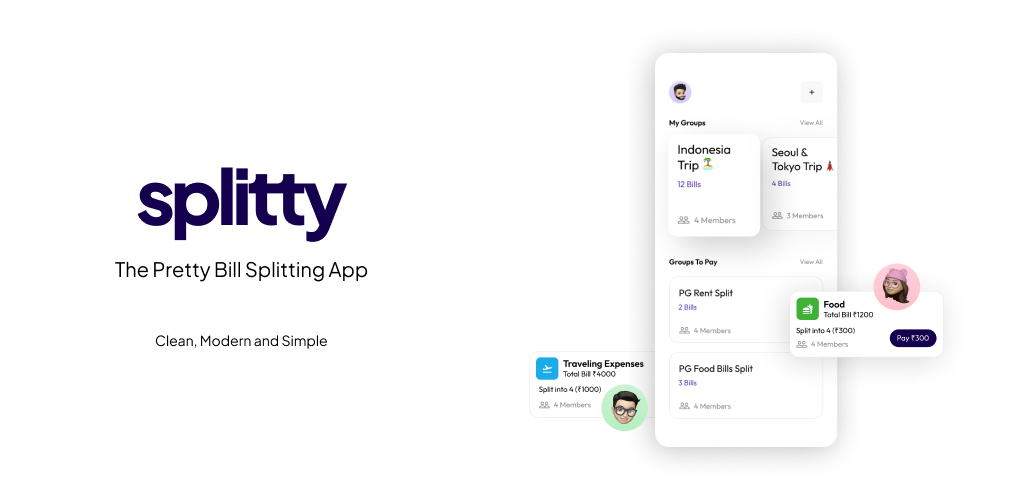 splitty
The Pretty Bill Splitting App
Clean, Modern and Simple
+
My Groups
View All
Indonesia
Trip 🏝️
12 Bills
4 Members
Seoul &
Tokyo Trip 🗼
4 Bills
3 Members
Groups To Pay
View All
PG Rent Split
2 Bills
4 Members
Food
Total Bill ₹1200
Split into 4 (₹300)
4 Members
Pay ₹300
PG Food Bills Split
3 Bills
4 Members
Traveling Expenses
Total Bill ₹4000
Split into 4 (₹1000)
4 Members